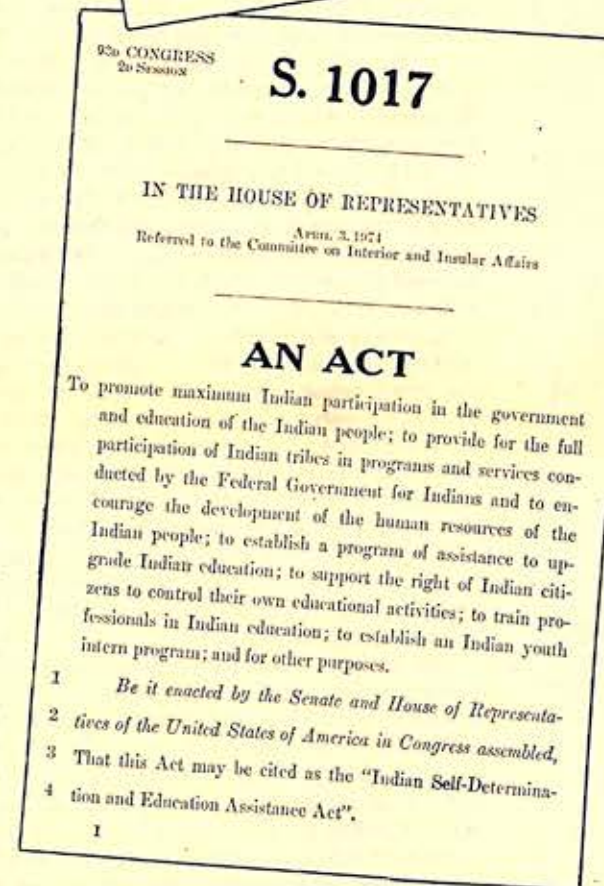 93D CONGRESS
2D SESSION
S. 1017
IN THE HOUSE OF REPRESENTATIVES
APRIL 3, 1974
Referred to the Committee on Interior and Insular Affairs
AN ACT
To promote maximum Indian participation in the government
and education of the Indian people; to provide for the full
participation of Indian tribes in programs and services con-
ducted by the Federal Government for Indians and to en-
courage the development of the human resources of the
Indian people; to establish a program of assistance to up-
grade Indian education; to support the right of Indian citi-
zens to control their own educational activities; to train pro-
fessionals in Indian education; to establish an Indian youth
intern program; and for other purposes.
1 Be it enacted by the Senate and House of Representa-
2 tives of the United States of America in Congress assembled,
3 That this Act may be cited as the "Indian Self-Determina-
4 tion and Education Assistance Act".
I